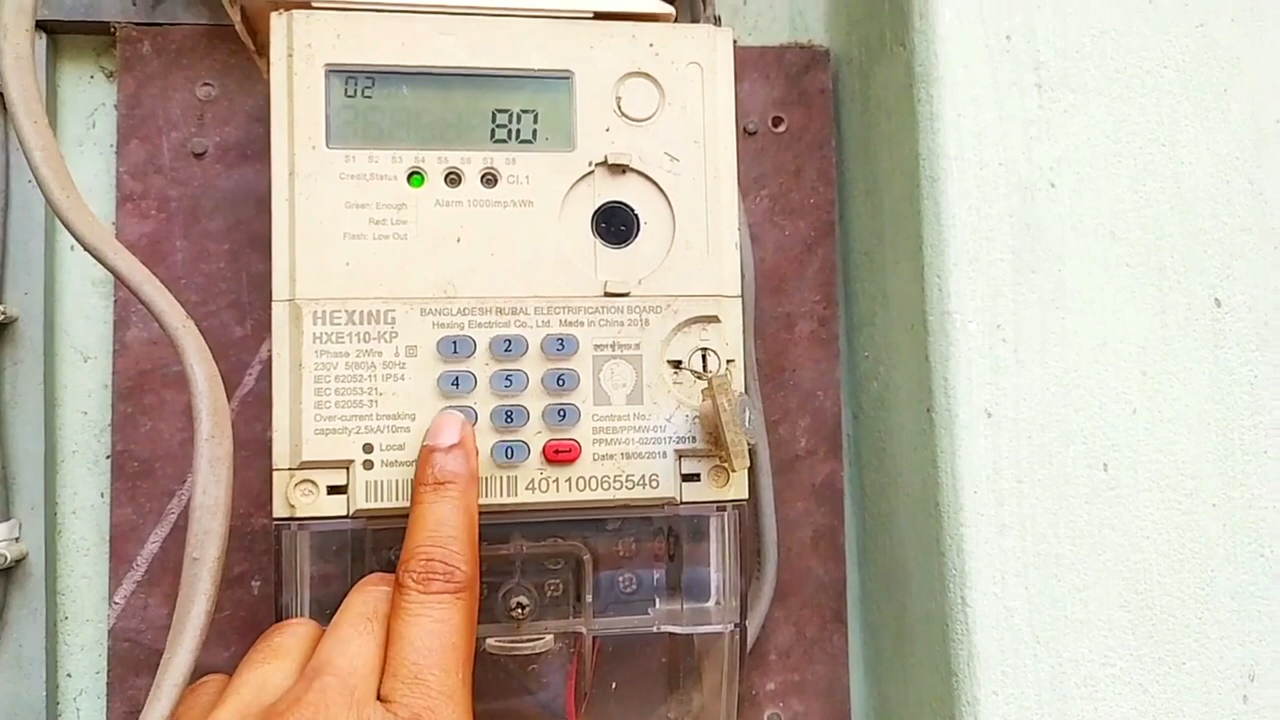 02
80
S1 S2 S3 S4 S5 S6 S7 S8
Credit Status
Cl.1
Green: Enough
Alarm 1000imp/kWh
Red: Low
Flash: Low Out
HEXING
BANGLADESH RURAL ELECTRIFICATION BOARD
Hexing Electrical Co., Ltd. Made in China 2018
HXE110-KP
1Phase 2Wire
230V 5(80)A 50Hz
IEC 62052-11 IP54
IEC 62053-21
IEC 62055-31
Over-current breaking
capacity:2.5kA/10ms
Local
1 2 3
4 5 6
8 9
0
Contract No.:
BREB/PPMW-01/
PPMW-01-02/2017-2018
Date: 19/06/2018
40110065546